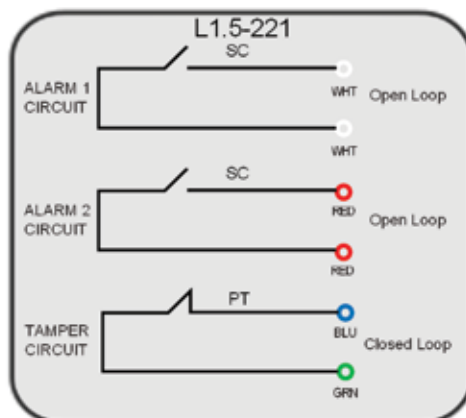 L1.5-221
SC
ALARM 1
CIRCUIT
WHT
Open Loop
WHT
SC
ALARM 2
CIRCUIT
RED
Open Loop
RED
PT
TAMPER
CIRCUIT
BLU
Closed Loop
GRN